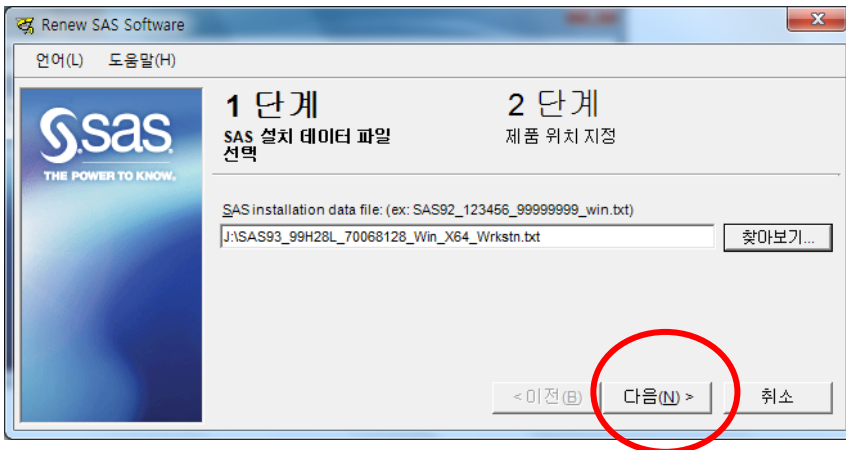 Renew SAS Software
언어(L) 도움말(H)
sas
THE POWER TO KNOW.
1 단계
SAS 설치 데이터 파일
선택
2 단계
제품 위치 지정
SAS installation data file: (ex: SAS92_123456_99999999_win.txt)
J:\SAS93_99H28L_70068128_Win_X64_Wrkstn.txt
찾아보기...
<이전(B)
다음(N) >
취소